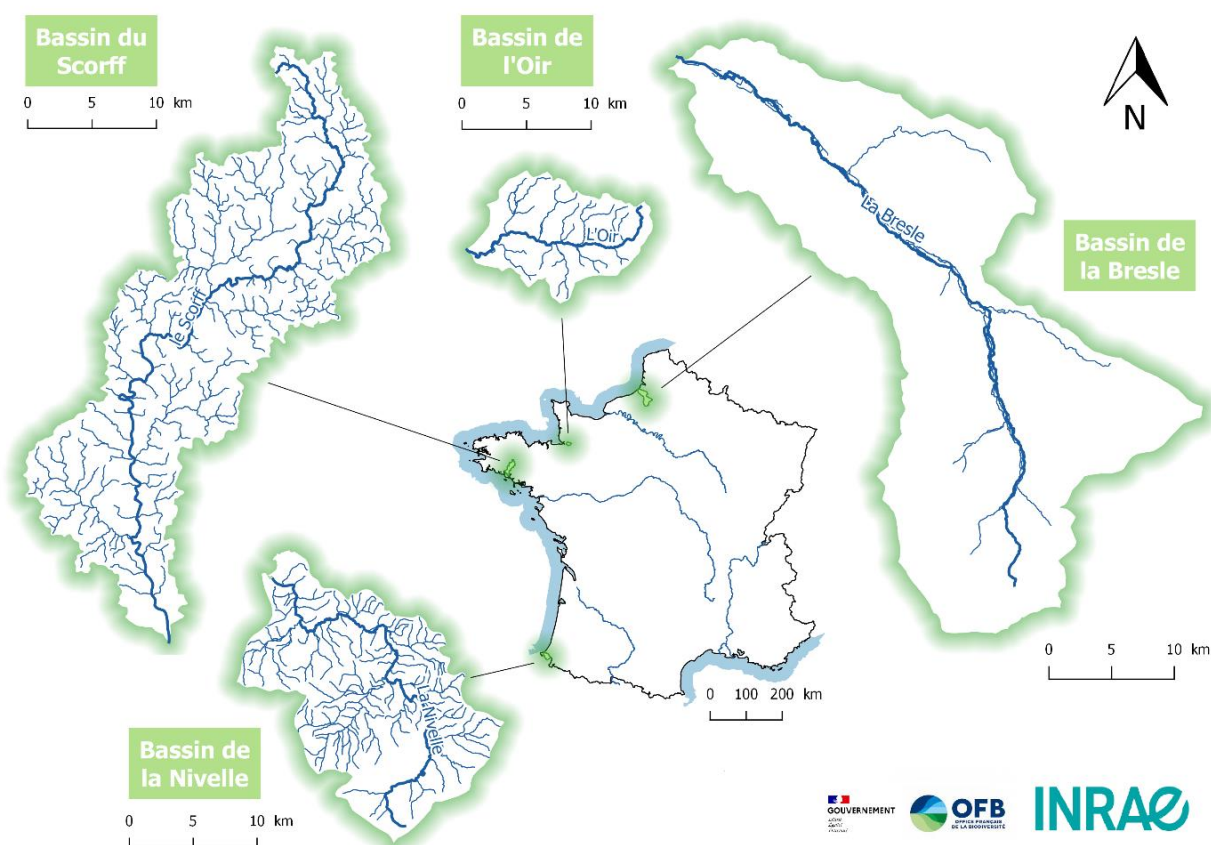 Bassin du
Scorff
0 5 10 km
Bassin de
l'Oir
0 5 10 km
N
Le Scorff
L'Oir
La Bresle
Bassin de
la Bresle
0 5 10 km
La Nivelle
Bassin de
la Nivelle
0 5 10 km
0 100 200 km
GOUVERNEMENT
OFB
OFFICE FRANÇAIS
DE LA BIODIVERSITÉ
INRAE